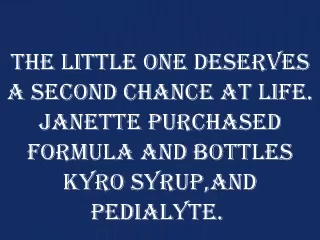 THE LITTLE ONE DESERVES
A SECOND CHANCE AT LIFE.
JANETTE PURCHASED
FORMULA AND BOTTLES
KYRO SYRUP,AND
PEDIALYTE.